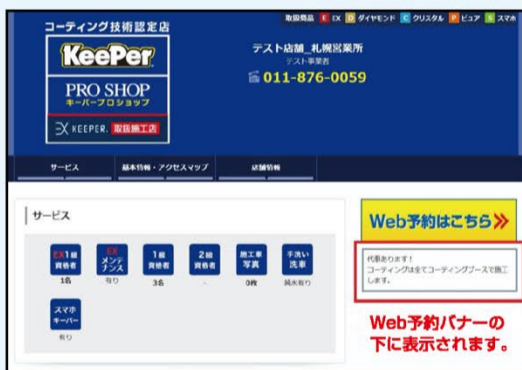 コーティング技術認定店
KeePer
PRO SHOP
キーパープロショップ
EX KEEPER. 取扱施工店
取扱商品 E EX D ダイヤモンド C クリスタル P ピュア S スマホ
テスト店舗_札幌営業所
テスト事業者
011-876-0059
サービス 基本情報・アクセスマップ 店舗情報
サービス
EX1級資格者
1名
EXメンテナンス
有り
1級資格者
3名
2級資格者
-
施工車写真
0枚
手洗い洗車
純水有り
スマホキーパー
有り
Web予約はこちら
代車あります!
コーティングは全てコーティングブースで施工
します。
Web予約バナーの
下に表示されます。